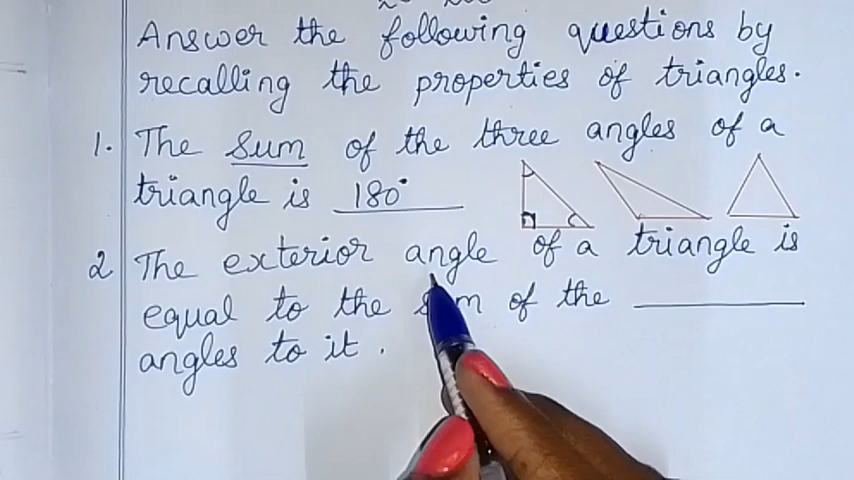 Answer the following questions by
recalling the properties of triangles.
1. The sum of the three angles of a
triangle is 180°
2 The exterior angle of a triangle is
equal to the of the
angles to it.